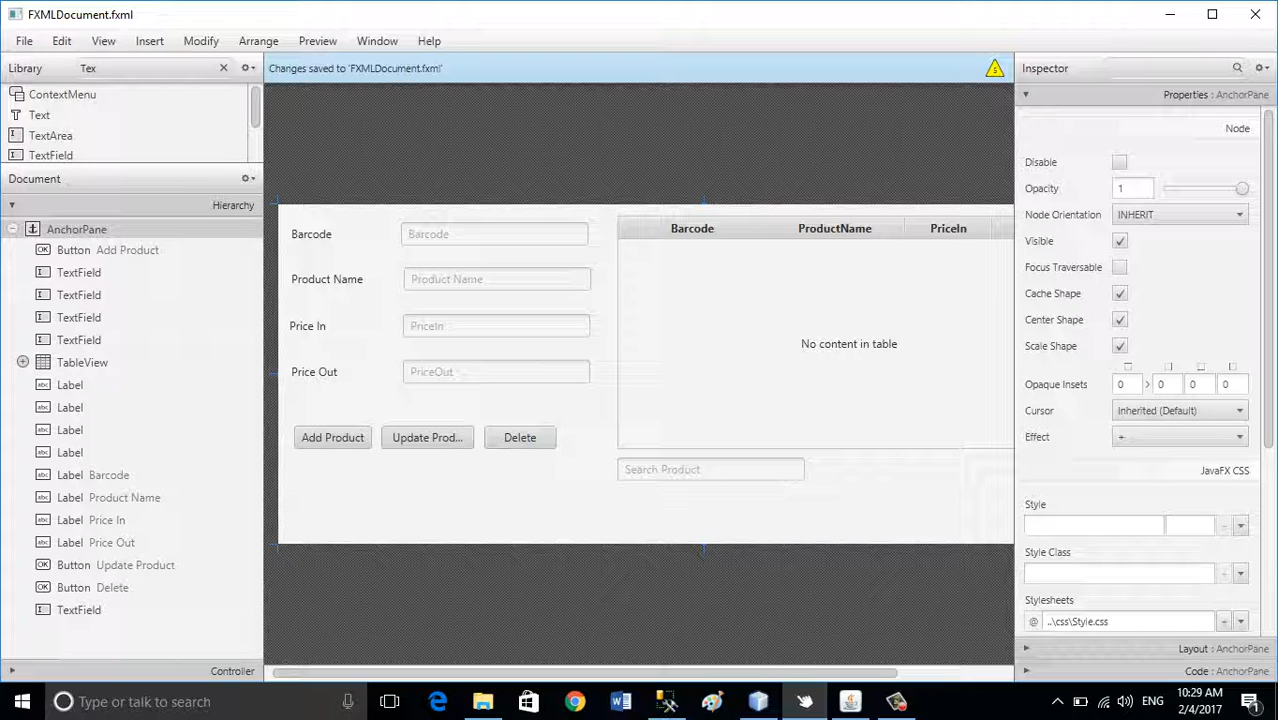 FXMLDocument.fxml
File Edit View Insert Modify Arrange Preview Window Help
Library Tex
Changes saved to 'FXMLDocument.fxml'
5
Inspector
ContextMenu
Text
TextArea
TextField
Properties : AnchorPane
Node
Document
Hierarchy
AnchorPane
Button Add Product
TextField
TextField
TextField
TextField
TableView
Label
Label
Label
Label
Label Barcode
Label Product Name
Label Price In
Label Price Out
Button Update Product
Button Delete
TextField
Controller
Barcode Barcode
Product Name Product Name
Price In PriceIn
Price Out PriceOut
Add Product Update Prod... Delete
Barcode ProductName PriceIn
No content in table
Search Product
Disable
Opacity 1
Node Orientation INHERIT
Visible
Focus Traversable
Cache Shape
Center Shape
Scale Shape
Opaque Insets 0 0 0 0
Cursor Inherited (Default)
Effect +
JavaFX CSS
Style
Style Class
Stylesheets
@ ..\css\Style.css
Layout : AnchorPane
Code : AnchorPane
Type or talk to search
ENG
10:29 AM
2/4/2017
1